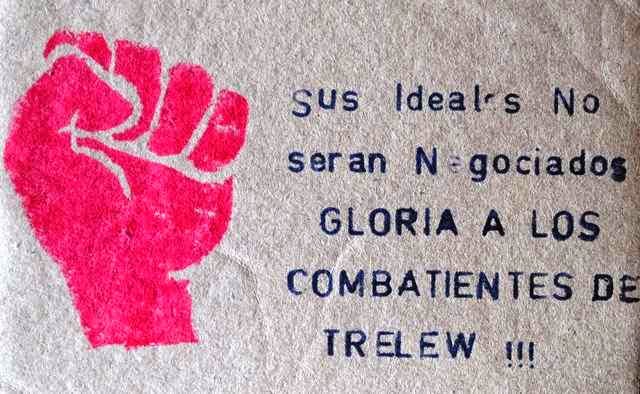 Sus Ideales No
seran Negociados
GLORIA A LOS
COMBATIENTES DE
TRELEW !!!